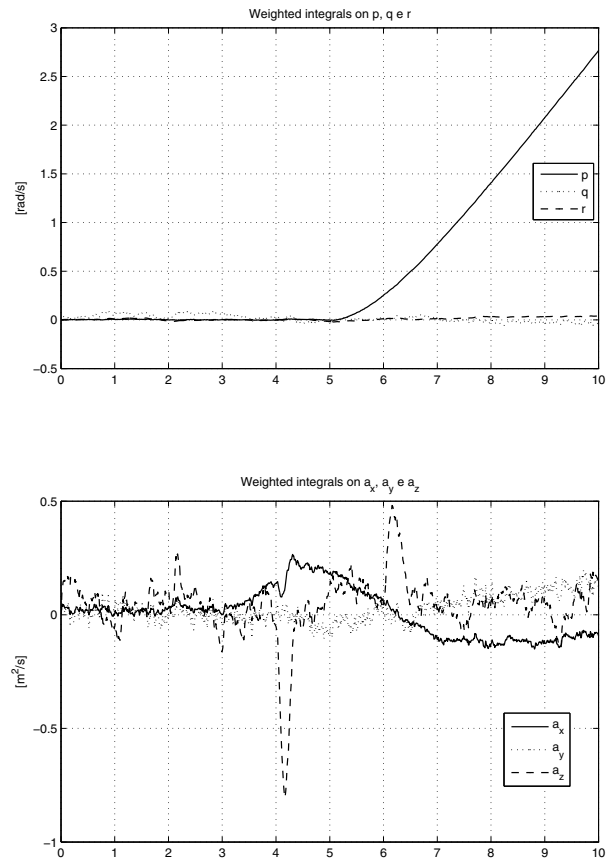 Weighted integrals on p, q e r
3
2.5
2
1.5
1
0.5
0
−0.5
[rad/s]
p
q
r
0 1 2 3 4 5 6 7 8 9 10
Weighted integrals on a_x, a_y e a_z
0.5
0
−0.5
−1
[m²/s]
a_x
a_y
a_z
0 1 2 3 4 5 6 7 8 9 10